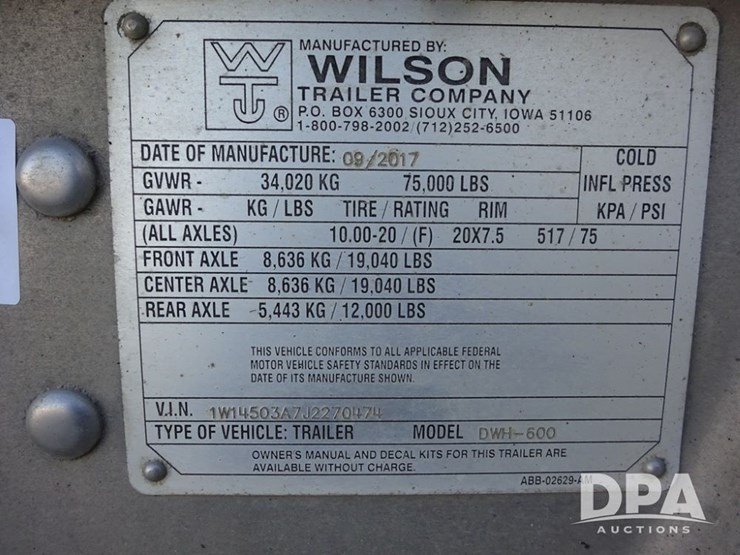 WT
®
MANUFACTURED BY:
WILSON
TRAILER COMPANY
P.O. BOX 6300 SIOUX CITY, IOWA 51106
1-800-798-2002 / (712)252-6500
DATE OF MANUFACTURE: 09/2017 COLD
GVWR - 34,020 KG 75,000 LBS INFL PRESS
GAWR - KG / LBS TIRE / RATING RIM KPA / PSI
(ALL AXLES) 10.00-20 / (F) 20X7.5 517 / 75
FRONT AXLE 8,636 KG / 19,040 LBS
CENTER AXLE - 8,636 KG / 19,040 LBS
REAR AXLE - 5,443 KG / 12,000 LBS
THIS VEHICLE CONFORMS TO ALL APPLICABLE FEDERAL
MOTOR VEHICLE SAFETY STANDARDS IN EFFECT ON THE
DATE OF ITS MANUFACTURE SHOWN.
V.I.N. 1W14503A7J2270474
TYPE OF VEHICLE: TRAILER MODEL DWH-600
OWNER'S MANUAL AND DECAL KITS FOR THIS TRAILER ARE
AVAILABLE WITHOUT CHARGE.
ABB-02629-AM
DPA
AUCTIONS